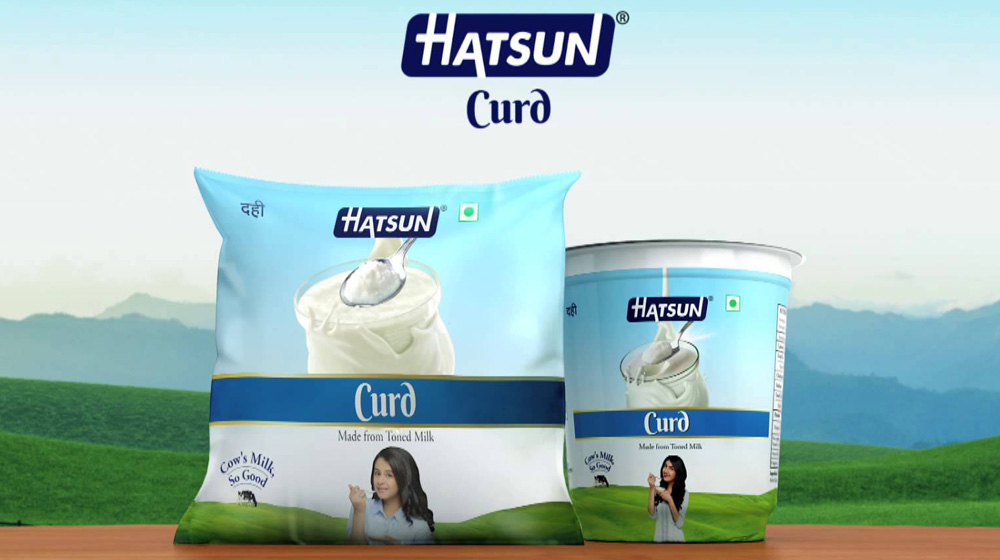 HATSUN®
Curd
दही
HATSUN®
Curd
Made from Toned Milk
Cow's Milk,
So Good
दही
HATSUN®
Curd
Made from Toned Milk
Cow's Milk,
So Good